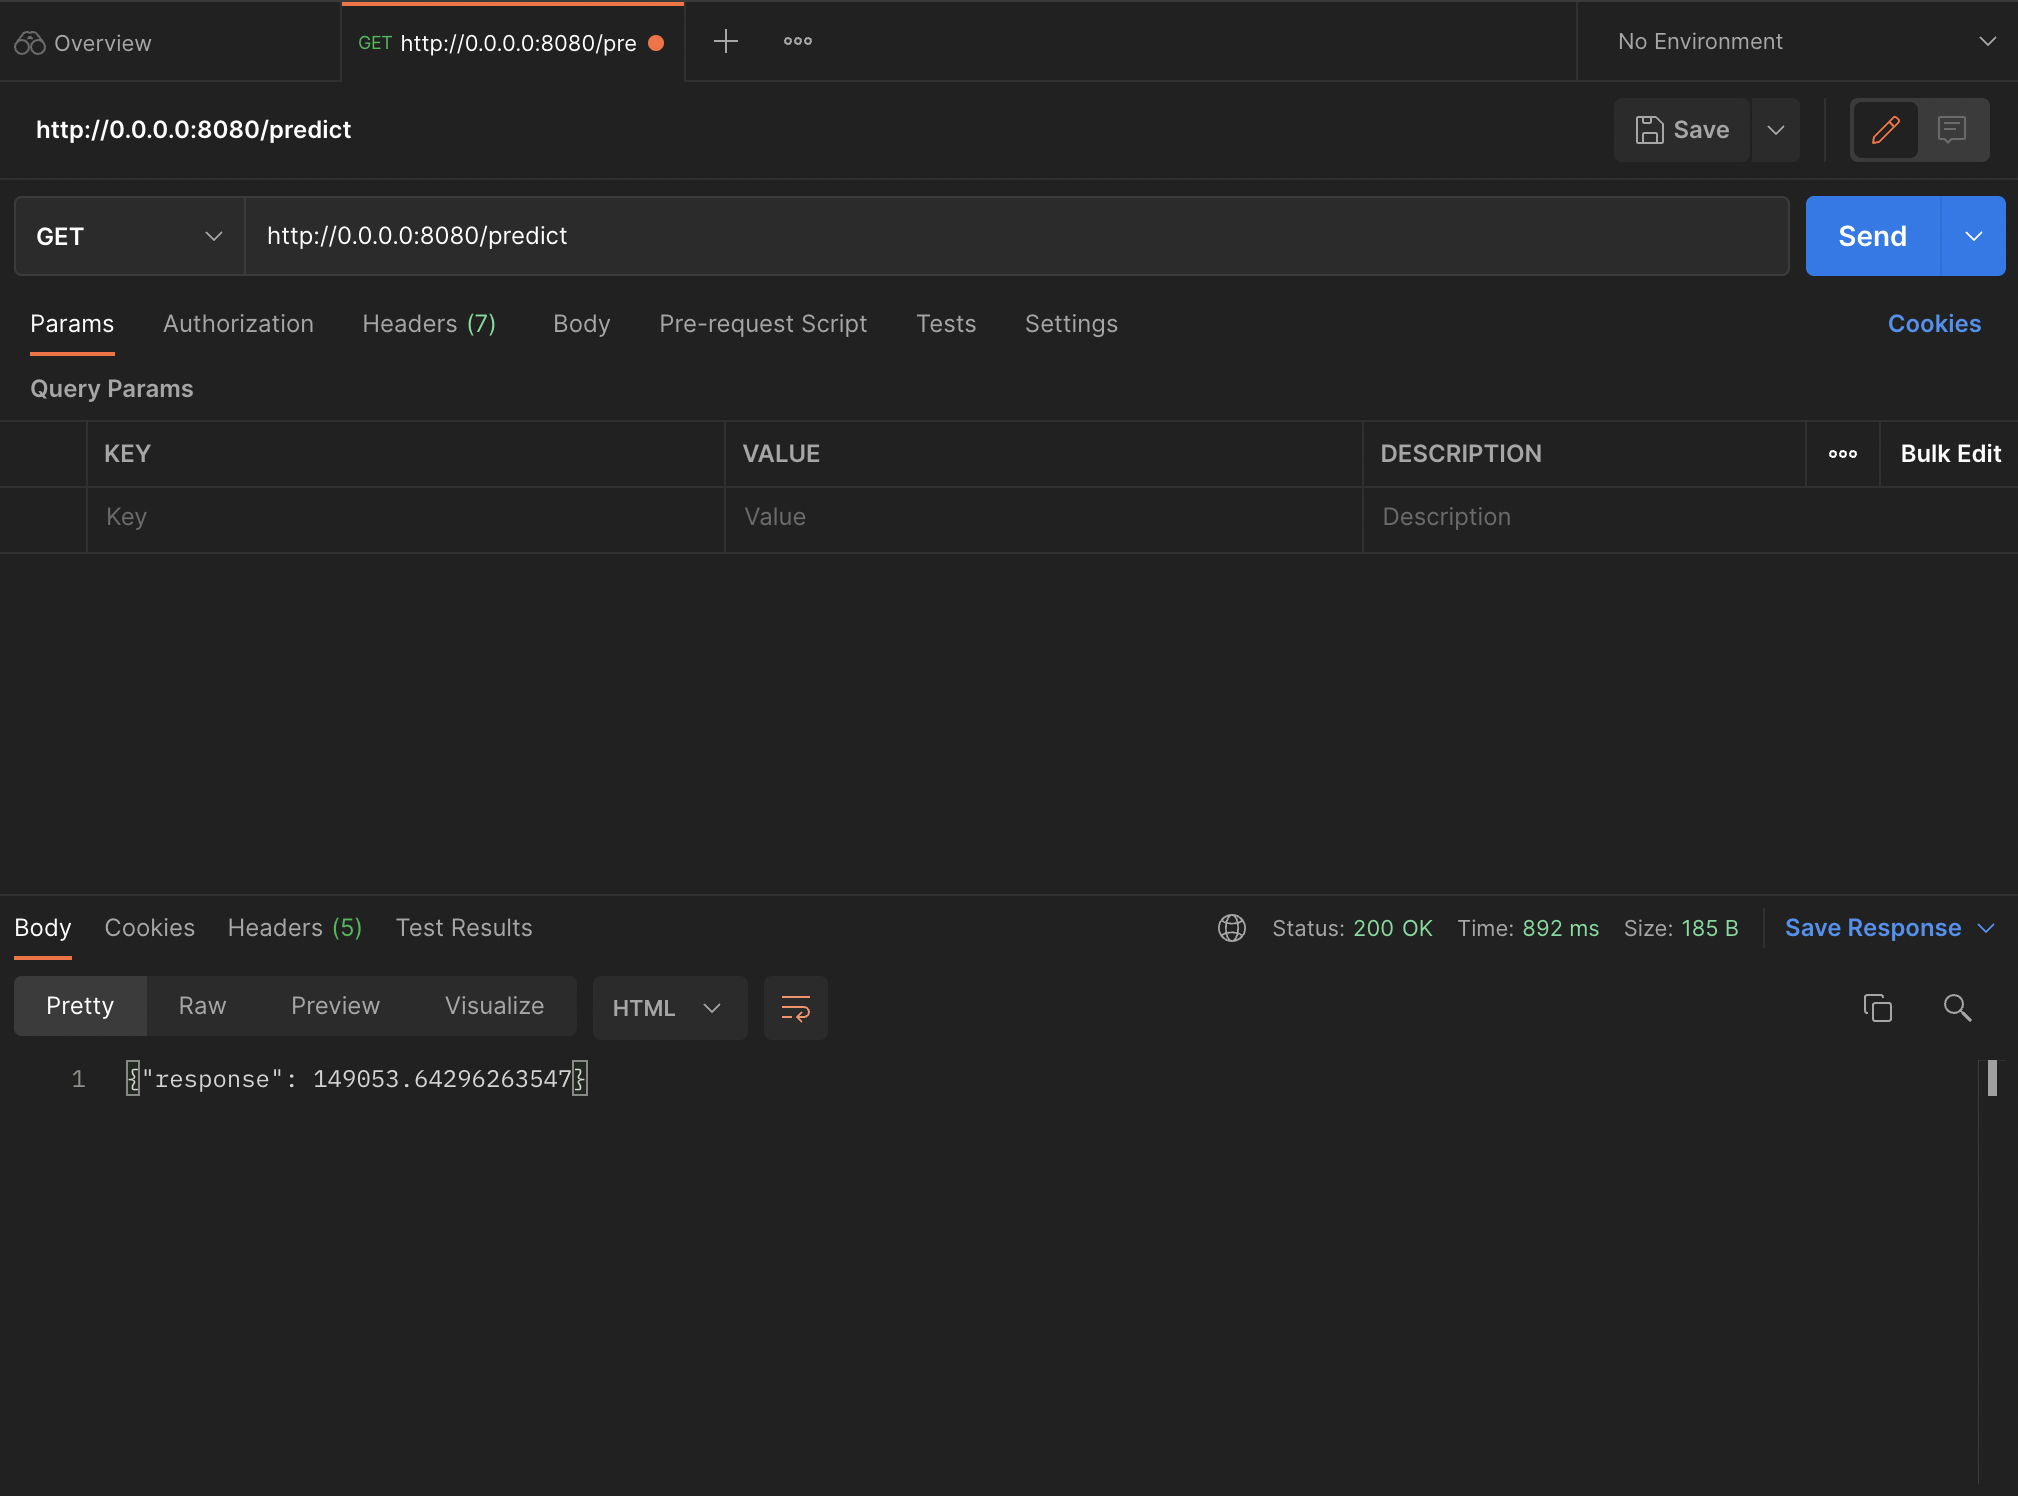 Overview
GET http://0.0.0.0:8080/pre
No Environment
http://0.0.0.0:8080/predict
Save
GET
http://0.0.0.0:8080/predict
Send
Params Authorization Headers (7) Body Pre-request Script Tests Settings Cookies
Query Params
KEY VALUE DESCRIPTION Bulk Edit
Key Value Description
Body Cookies Headers (5) Test Results Status: 200 OK Time: 892 ms Size: 185 B Save Response
Pretty Raw Preview Visualize HTML
1 {"response": 149053.64296263547}